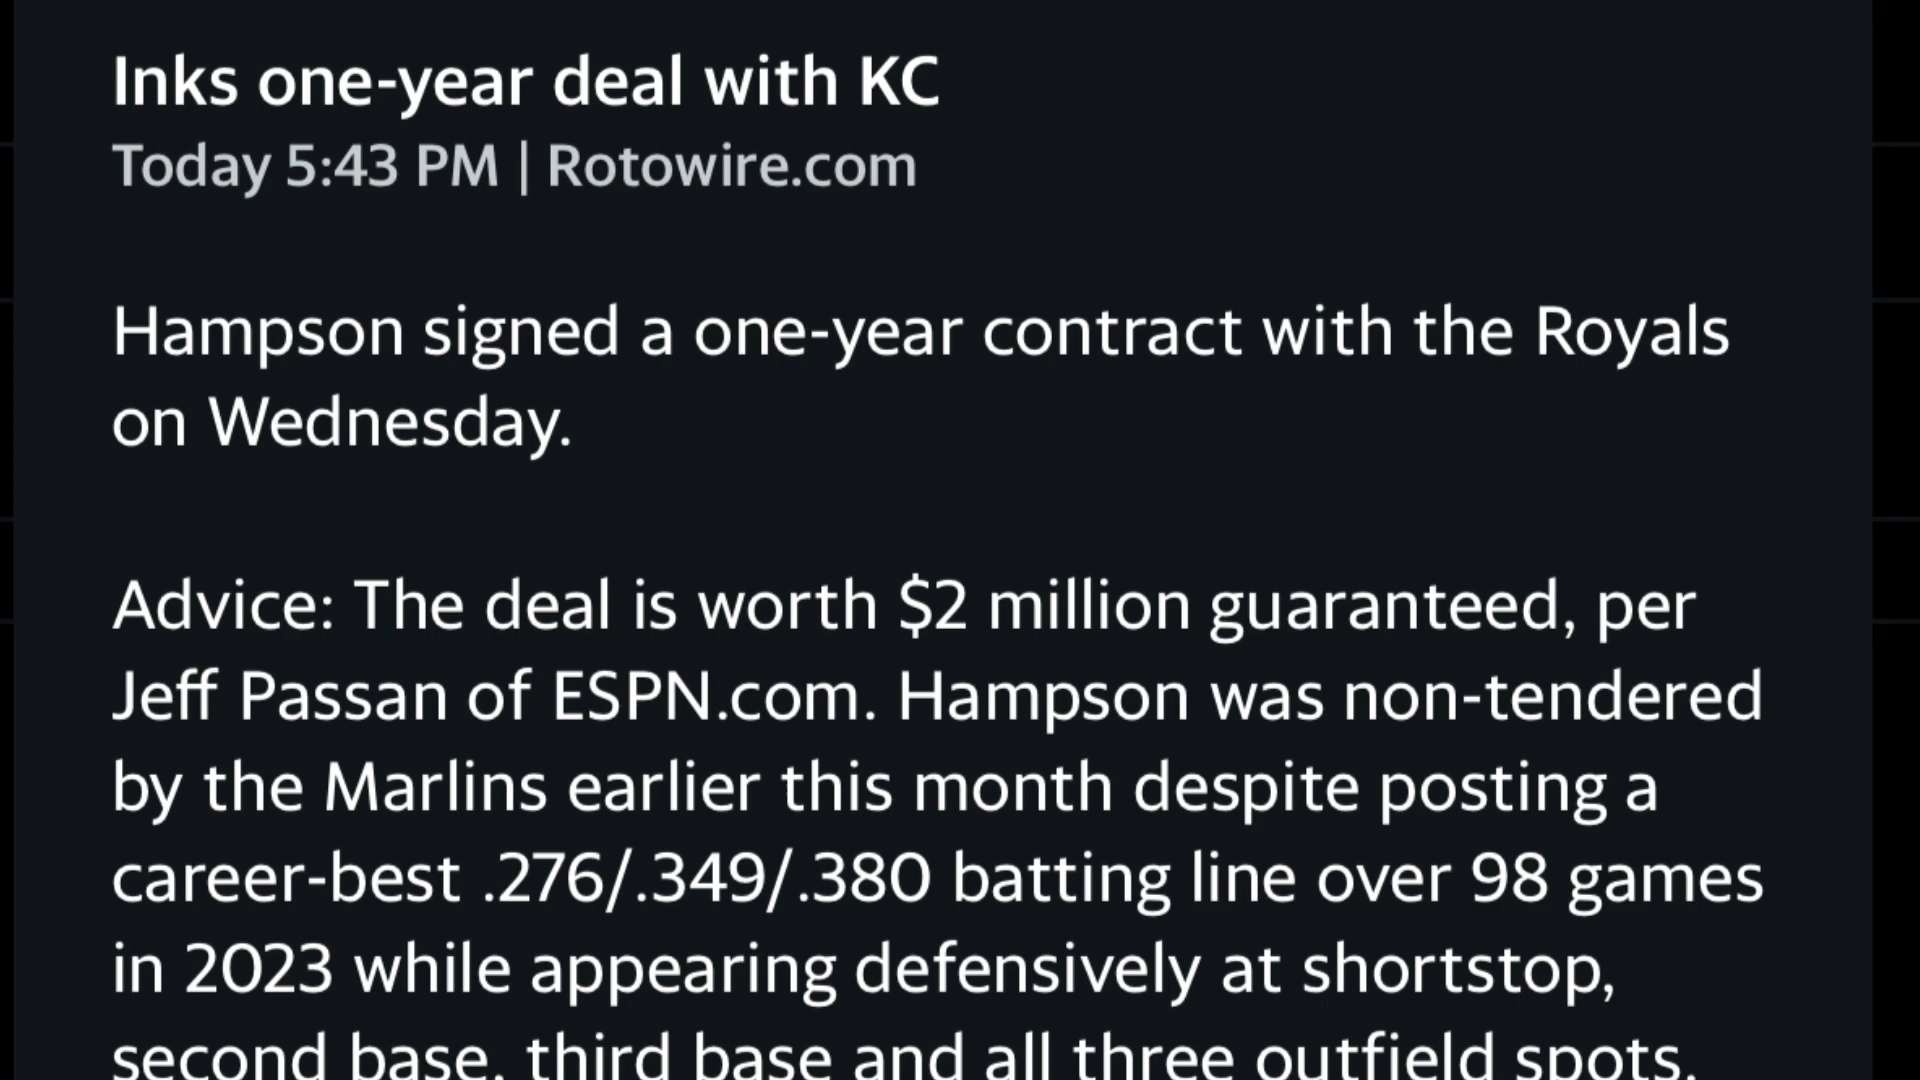 Inks one-year deal with KC
Today 5:43 PM | Rotowire.com
Hampson signed a one-year contract with the Royals
on Wednesday.
Advice: The deal is worth $2 million guaranteed, per
Jeff Passan of ESPN.com. Hampson was non-tendered
by the Marlins earlier this month despite posting a
career-best .276/.349/.380 batting line over 98 games
in 2023 while appearing defensively at shortstop,
second base, third base and all three outfield spots.